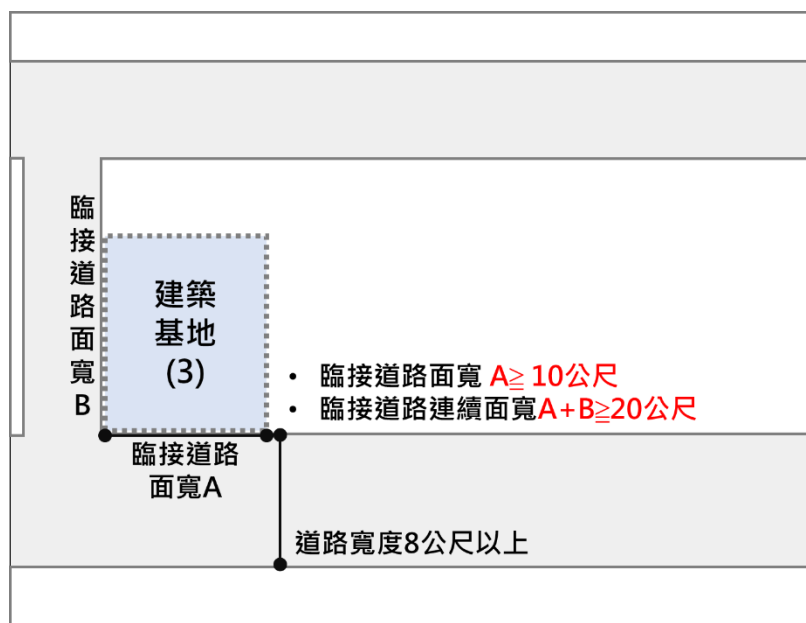 臨接道路面寬B
建築
基地
(3)
• 臨接道路面寬 A≧ 10公尺
• 臨接道路連續面寬A+B≧20公尺
臨接道路
面寬A
道路寬度8公尺以上